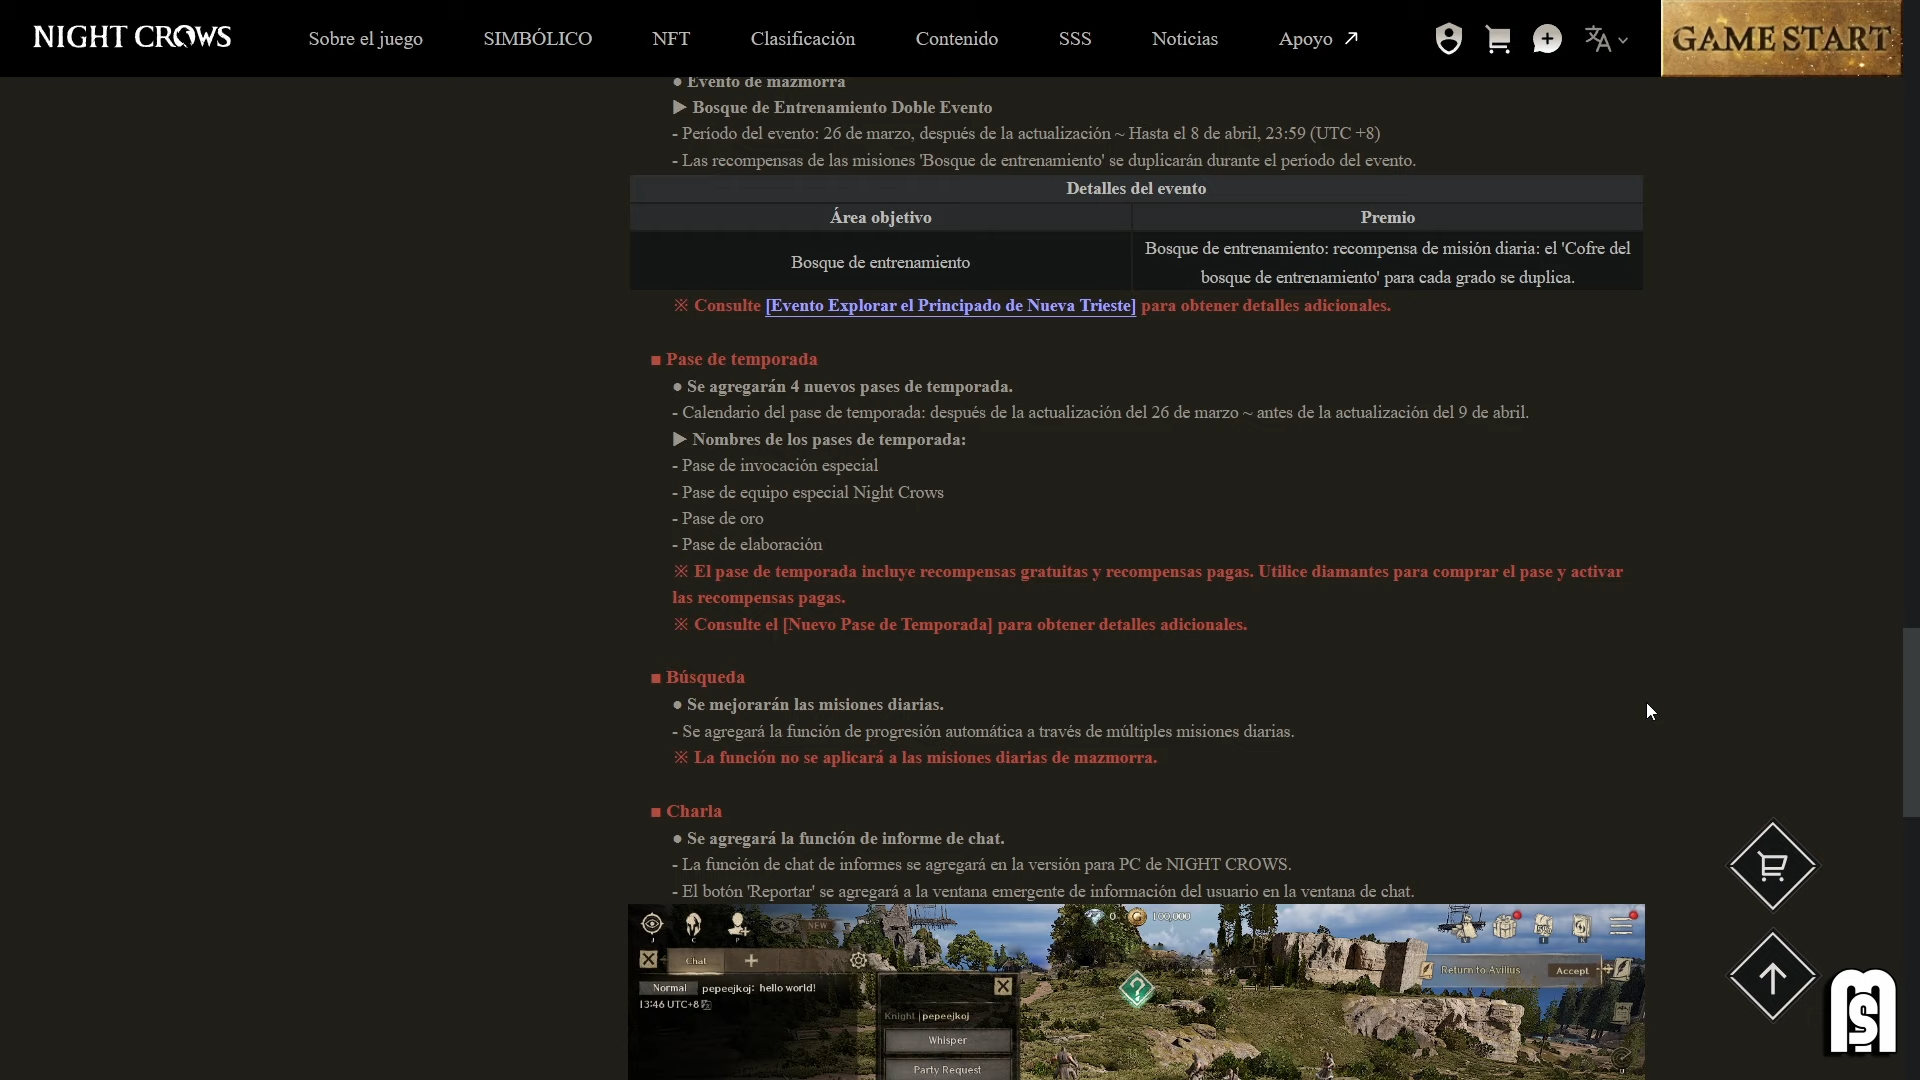 NIGHT CROWS
Sobre el juego
SIMBÓLICO
NFT
Clasificación
Contenido
SSS
Noticias
Apoyo
GAME START
● Evento de mazmorra
▶ Bosque de Entrenamiento Doble Evento
- Período del evento: 26 de marzo, después de la actualización ~ Hasta el 8 de abril, 23:59 (UTC +8)
- Las recompensas de las misiones 'Bosque de entrenamiento' se duplicarán durante el período del evento.
Detalles del evento
Área objetivo
Premio
Bosque de entrenamiento
Bosque de entrenamiento: recompensa de misión diaria: el 'Cofre del
bosque de entrenamiento' para cada grado se duplica.
※ Consulte [Evento Explorar el Principado de Nueva Trieste] para obtener detalles adicionales.
■ Pase de temporada
● Se agregarán 4 nuevos pases de temporada.
- Calendario del pase de temporada: después de la actualización del 26 de marzo ~ antes de la actualización del 9 de abril.
▶ Nombres de los pases de temporada:
- Pase de invocación especial
- Pase de equipo especial Night Crows
- Pase de oro
- Pase de elaboración
※ El pase de temporada incluye recompensas gratuitas y recompensas pagas. Utilice diamantes para comprar el pase y activar
las recompensas pagas.
※ Consulte el [Nuevo Pase de Temporada] para obtener detalles adicionales.
■ Búsqueda
● Se mejorarán las misiones diarias.
- Se agregará la función de progresión automática a través de múltiples misiones diarias.
※ La función no se aplicará a las misiones diarias de mazmorra.
■ Charla
● Se agregará la función de informe de chat.
- La función de chat de informes se agregará en la versión para PC de NIGHT CROWS.
- El botón 'Reportar' se agregará a la ventana emergente de información del usuario en la ventana de chat.
NEW
0
100,000
Chat
Return to Avilius
Accept
Normal pepeejkoj: hello world!
13:46 UTC+8
Knight | pepeejkoj
Whisper
Party Request